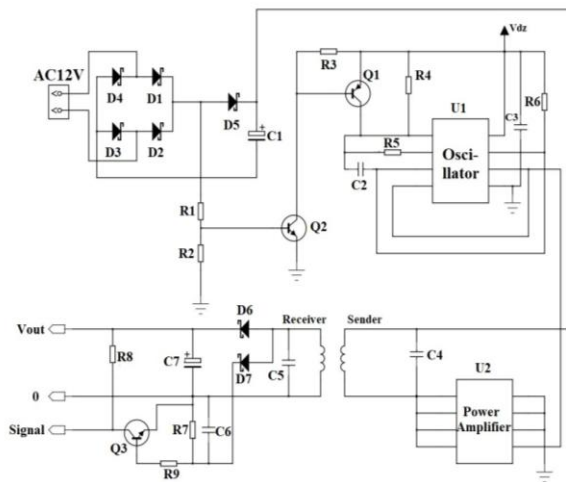 Vdz
R3
Q1
R4
AC12V
D4
D1
D5
C1
U1
C3
R6
D3
D2
R5
C2
Osci-
llator
R1
Q2
R2
D6
Receiver
Sender
Vout
R8
C7
D7
C5
C4
U2
0
Power
Amplifier
Signal
Q3
R7
C6
R9